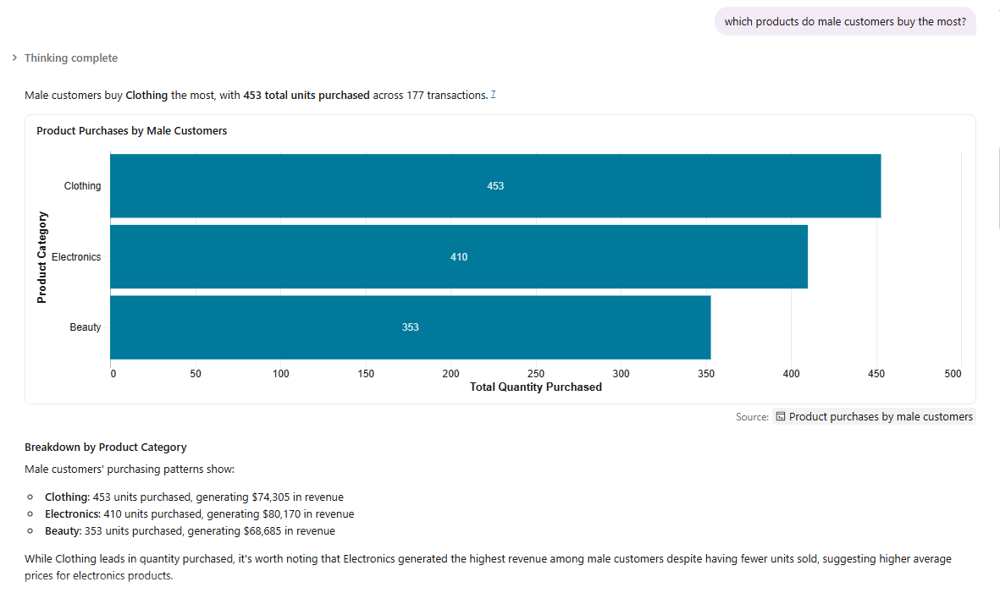 which products do male customers buy the most?
Thinking complete
Male customers buy Clothing the most, with 453 total units purchased across 177 transactions. 7
Product Purchases by Male Customers
Product Category
Clothing
453
Electronics
410
Beauty
353
0 50 100 150 200 250 300 350 400 450 500
Total Quantity Purchased
Source: Product purchases by male customers
Breakdown by Product Category
Male customers' purchasing patterns show:
Clothing: 453 units purchased, generating $74,305 in revenue
Electronics: 410 units purchased, generating $80,170 in revenue
Beauty: 353 units purchased, generating $68,685 in revenue
While Clothing leads in quantity purchased, it's worth noting that Electronics generated the highest revenue among male customers despite having fewer units sold, suggesting higher average
prices for electronics products.